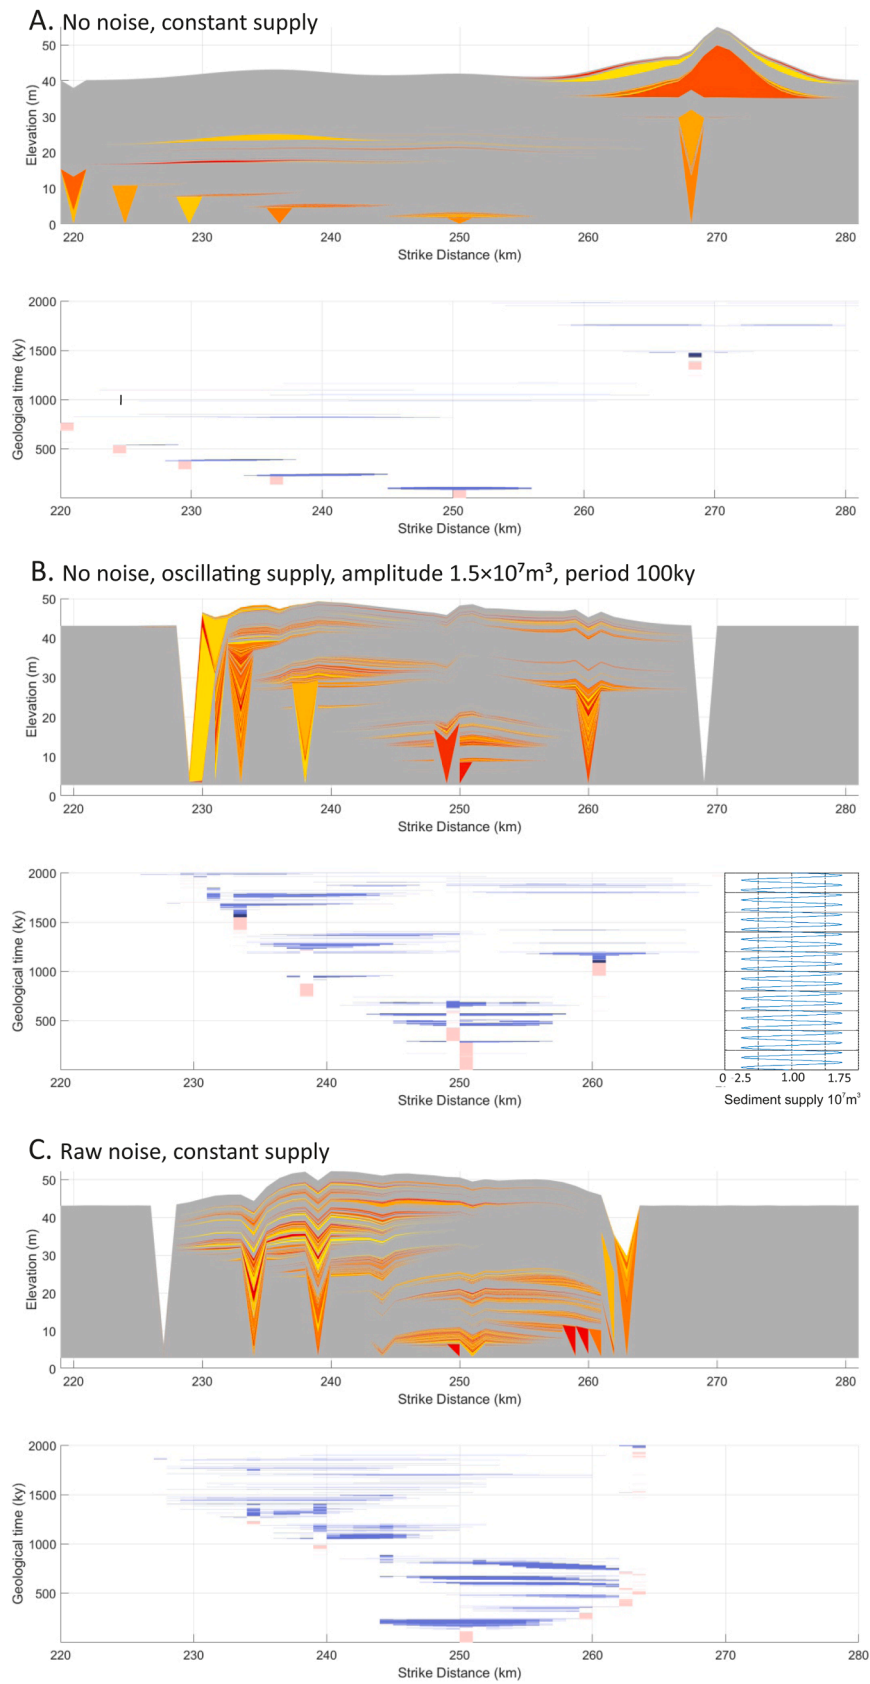 A. No noise, constant supply
50
40
30
20
10
0
Elevation (m)
220 230 240 250 260 270 280
Strike Distance (km)
2000
1500
1000
500
Geological time (ky)
220 230 240 250 260 270 280
Strike Distance (km)
B. No noise, oscillating supply, amplitude 1.5×10⁷m³, period 100ky
50
40
30
20
10
0
Elevation (m)
220 230 240 250 260 270 280
Strike Distance (km)
2000
1500
1000
500
Geological time (ky)
220 230 240 250 260
Strike Distance (km)
0 2.5 1.00 1.75
Sediment supply 10⁷m³
C. Raw noise, constant supply
50
40
30
20
10
0
Elevation (m)
220 230 240 250 260 270 280
Strike Distance (km)
2000
1500
1000
500
Geological time (ky)
220 230 240 250 260 270 280
Strike Distance (km)